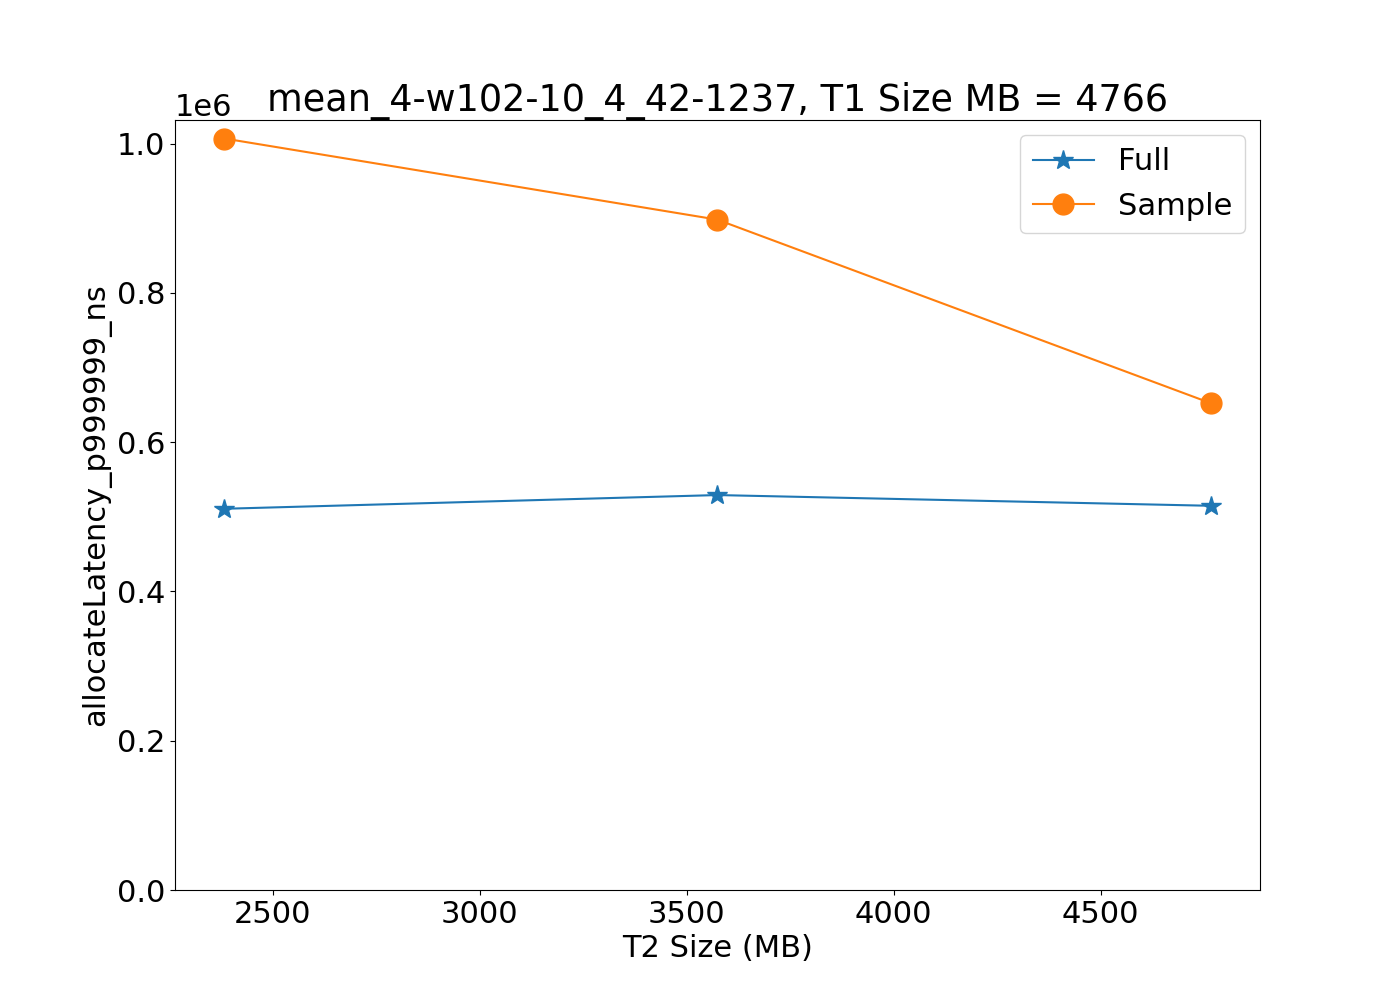 mean_4-w102-10_4_42-1237, T1 Size MB = 4766
1e6
1.0
0.8
0.6
0.4
0.2
0.0
allocateLatency_p999999_ns
Full
Sample
2500 3000 3500 4000 4500
T2 Size (MB)